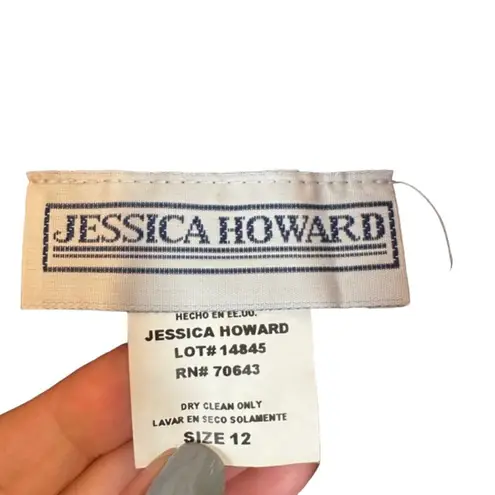 JESSICA HOWARD
HECHO EN EE.UU.
JESSICA HOWARD
LOT# 14845
RN# 70643
DRY CLEAN ONLY
LAVAR EN SECO SOLAMENTE
SIZE 12